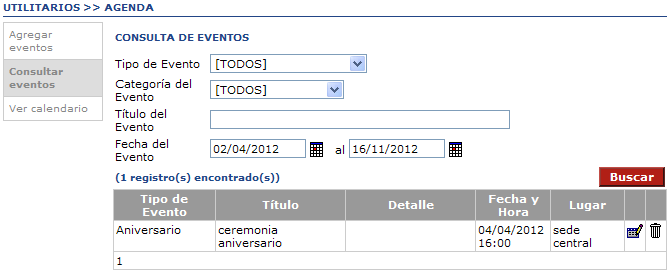 UTILITARIOS >> AGENDA
Agregar
eventos
Consultar
eventos
Ver calendario
CONSULTA DE EVENTOS
Tipo de Evento [TODOS]
Categoría del
Evento [TODOS]
Título del
Evento
Fecha del
Evento 02/04/2012 al 16/11/2012
(1 registro(s) encontrado(s)) Buscar
Tipo de
Evento Título Detalle Fecha y
Hora Lugar
Aniversario ceremonia
aniversario 04/04/2012
16:00 sede
central
1